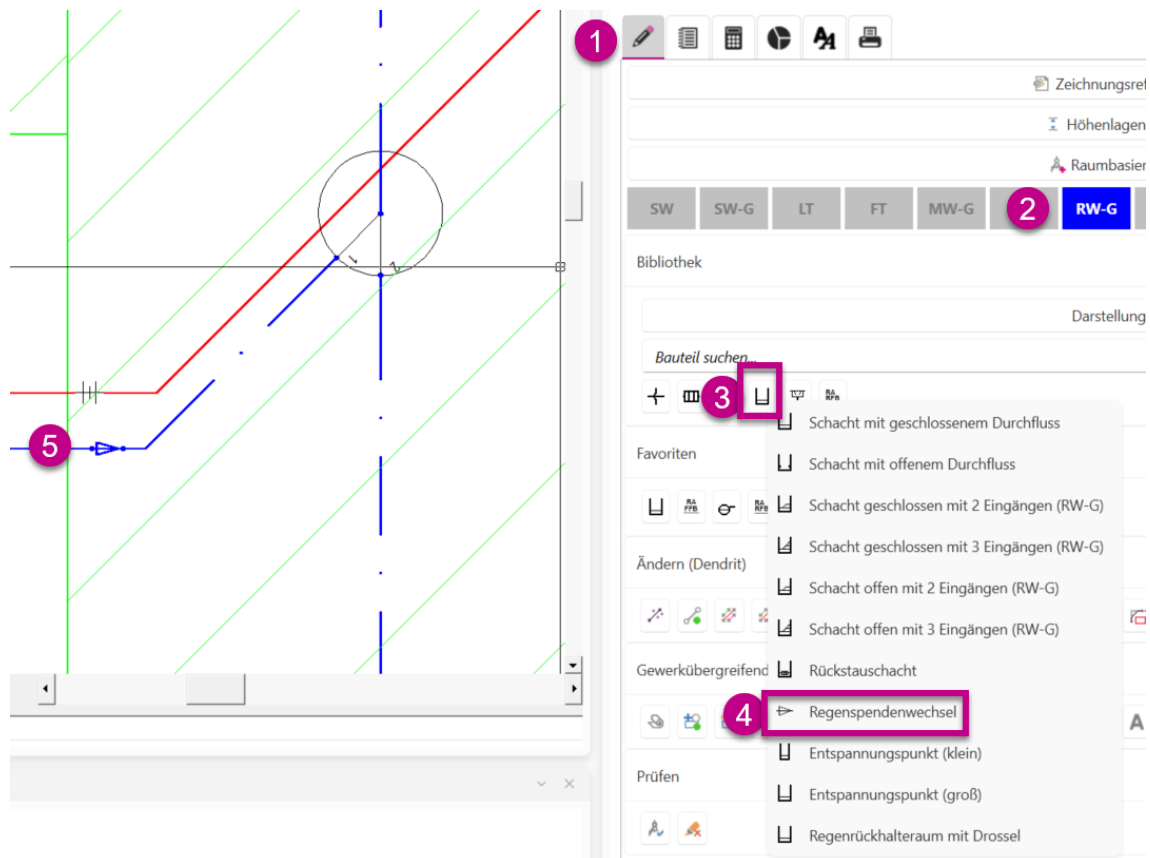 1
Zeichnungsref
Höhenlagen
Raumbasier
SW SW-G LT FT MW-G 2 RW-G
Bibliothek
Darstellung
Bauteil suchen...
3
RA
RFB
Schacht mit geschlossenem Durchfluss
5
Favoriten
Schacht mit offenem Durchfluss
RA
FFB
RA
RFB
Schacht geschlossen mit 2 Eingängen (RW-G)
Schacht geschlossen mit 3 Eingängen (RW-G)
Ändern (Dendrit)
Schacht offen mit 2 Eingängen (RW-G)
Schacht offen mit 3 Eingängen (RW-G)
Gewerkübergreifend
Rückstauschacht
4
Regenspendenwechsel
A
Entspannungspunkt (klein)
Prüfen
Entspannungspunkt (groß)
Regenrückhalteraum mit Drossel